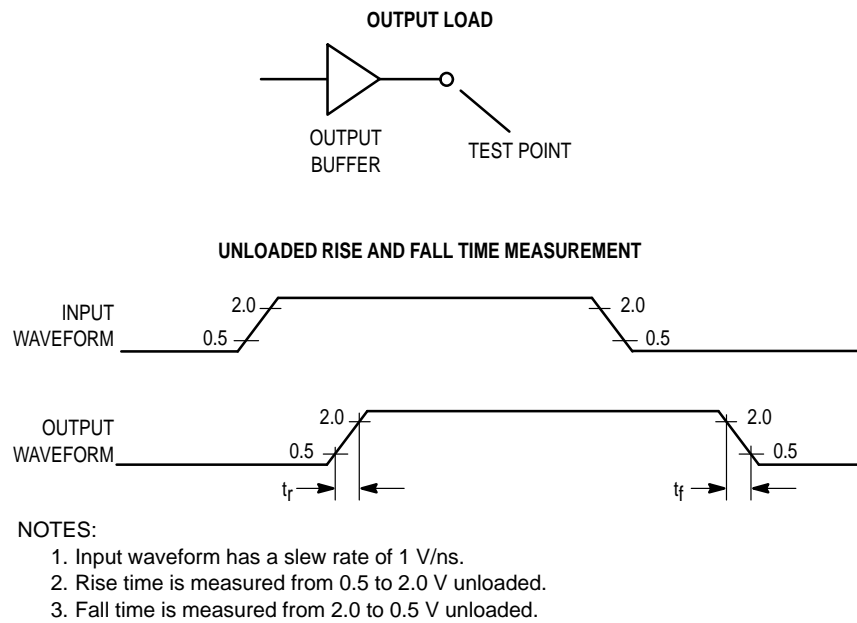 OUTPUT LOAD
OUTPUT
BUFFER
TEST POINT
UNLOADED RISE AND FALL TIME MEASUREMENT
INPUT
WAVEFORM
2.0
0.5
2.0
0.5
OUTPUT
WAVEFORM
2.0
0.5
2.0
0.5
tr
tf
NOTES:
1. Input waveform has a slew rate of 1 V/ns.
2. Rise time is measured from 0.5 to 2.0 V unloaded.
3. Fall time is measured from 2.0 to 0.5 V unloaded.